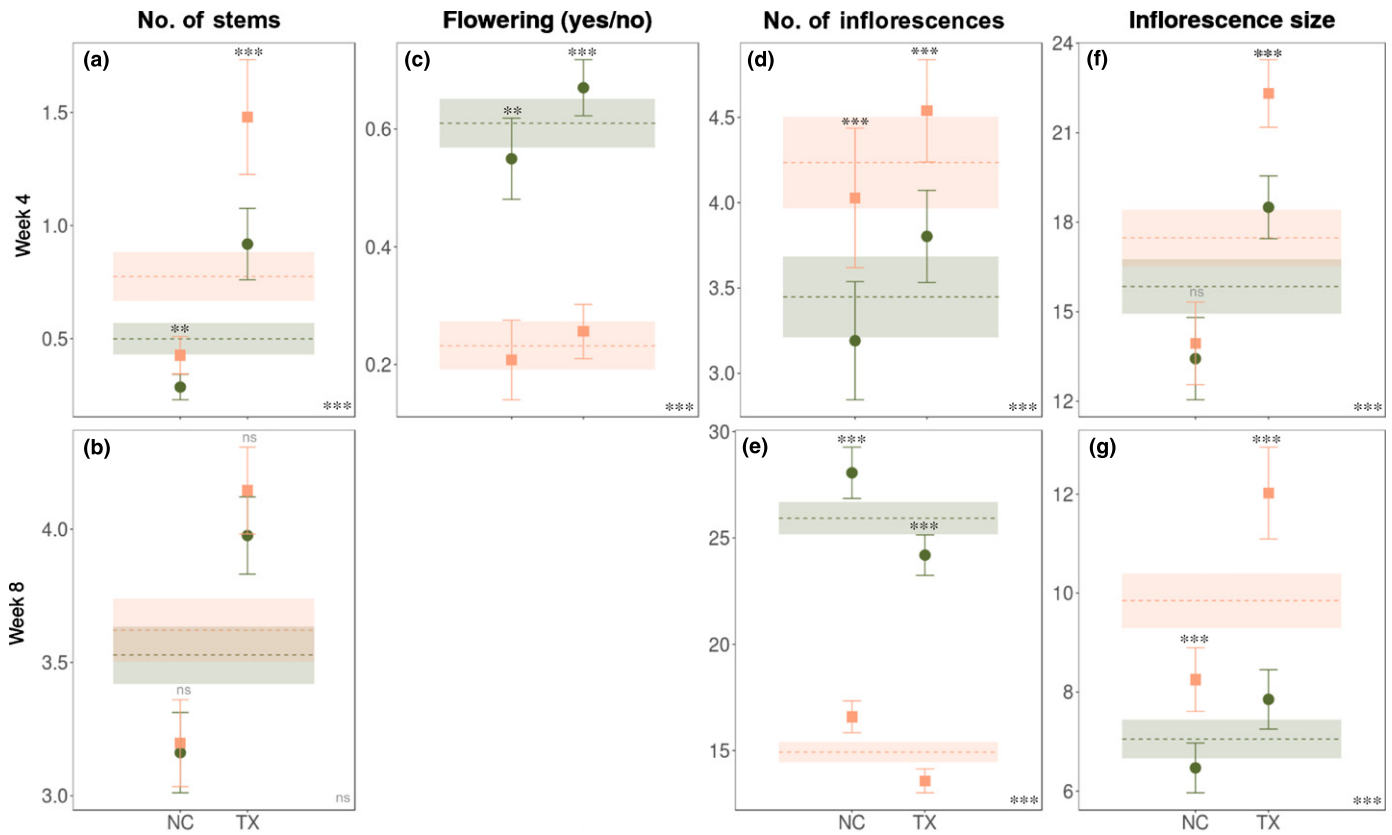 No. of stems Flowering (yes/no) No. of inflorescences Inflorescence size
Week 4
(a)
***
1.5
1.0
0.5
**
***
(c)
***
**
0.6
0.4
0.2
***
(d)
***
***
4.5
4.0
3.5
3.0
***
(f)
***
24
21
18
15
12
ns
***
Week 8
(b)
ns
4.0
3.5
3.0
ns
ns
NC TX
(e)
***
***
30
25
20
15
***
NC TX
(g)
***
12
10
8
6
***
***
NC TX